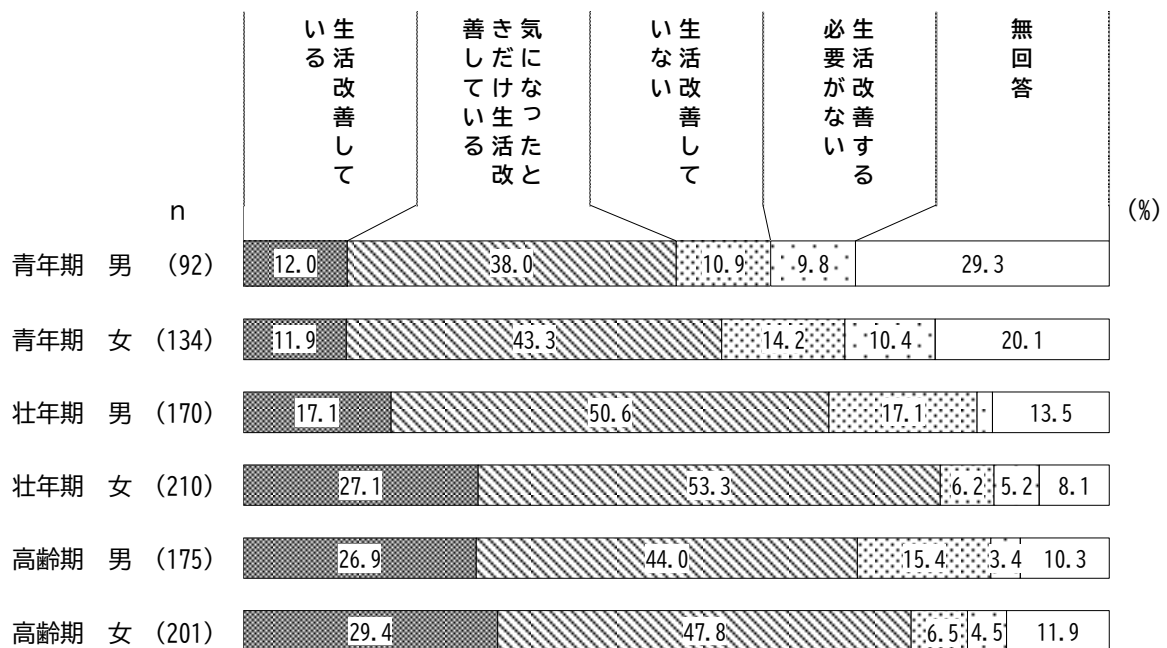 生活改善して
いる
気になったと
きだけ生活改
善している
生活改善して
いない
生活改善する
必要がない
無回答
n
(%)
青年期 男 (92) 12.0 38.0 10.9 9.8 29.3
青年期 女 (134) 11.9 43.3 14.2 10.4 20.1
壮年期 男 (170) 17.1 50.6 17.1 13.5
壮年期 女 (210) 27.1 53.3 6.2 5.2 8.1
高齢期 男 (175) 26.9 44.0 15.4 3.4 10.3
高齢期 女 (201) 29.4 47.8 6.5 4.5 11.9